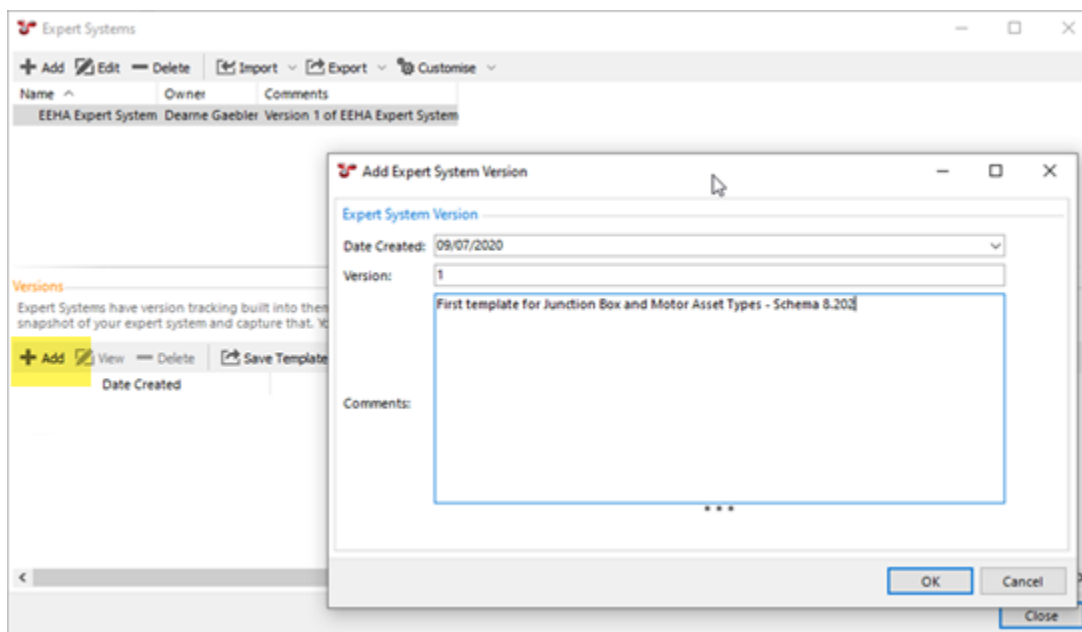 Expert Systems
Add Edit Delete Import Export Customise
Name Owner Comments
EEHA Expert System Dearne Gaebler Version 1 of EEHA Expert System
Add Expert System Version
Expert System Version
Date Created: 09/07/2020
Version: 1
First template for Junction Box and Motor Asset Types - Schema 8.202
Comments:
OK Cancel
Versions
Expert Systems have version tracking built into them
snapshot of your expert system and capture that.
Add View Delete Save Template
Date Created
Close